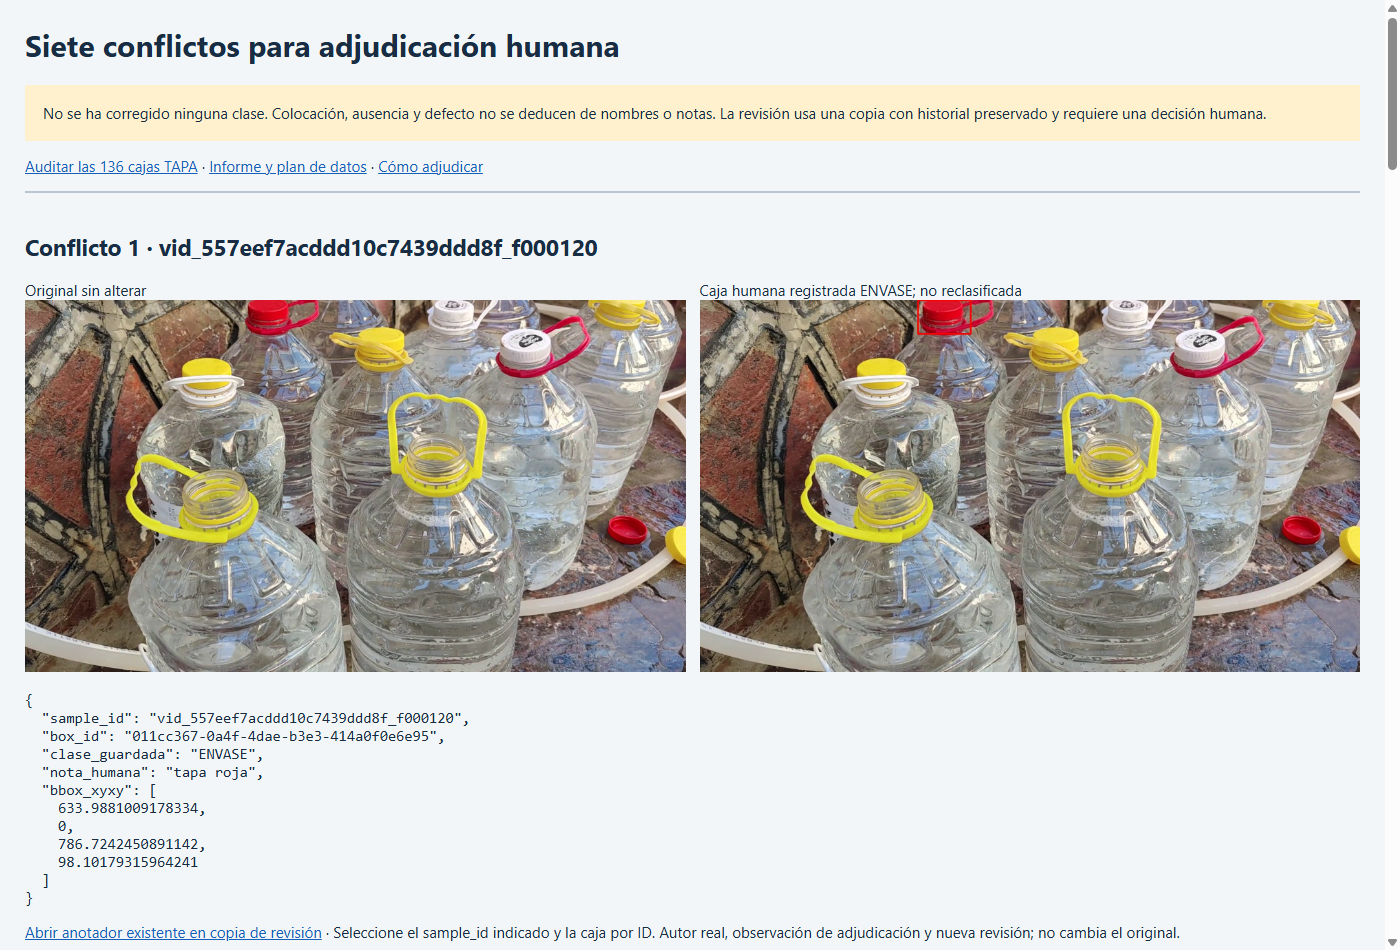 Siete conflictos para adjudicación humana
No se ha corregido ninguna clase. Colocación, ausencia y defecto no se deducen de nombres o notas. La revisión usa una copia con historial preservado y requiere una decisión humana.
Auditar las 136 cajas TAPA · Informe y plan de datos · Cómo adjudicar
Conflicto 1 · vid_557eef7acddd10c7439ddd8f_f000120
Original sin alterar
Caja humana registrada ENVASE; no reclasificada
{
"sample_id": "vid_557eef7acddd10c7439ddd8f_f000120",
"box_id": "011cc367-0a4f-4dae-b3e3-414a0f0e6e95",
"clase_guardada": "ENVASE",
"nota_humana": "tapa roja",
"bbox_xyxy": [
633.9881009178334,
0,
786.7242450891142,
98.10179315964241
]
}
Abrir anotador existente en copia de revisión · Seleccione el sample_id indicado y la caja por ID. Autor real, observación de adjudicación y nueva revisión; no cambia el original.